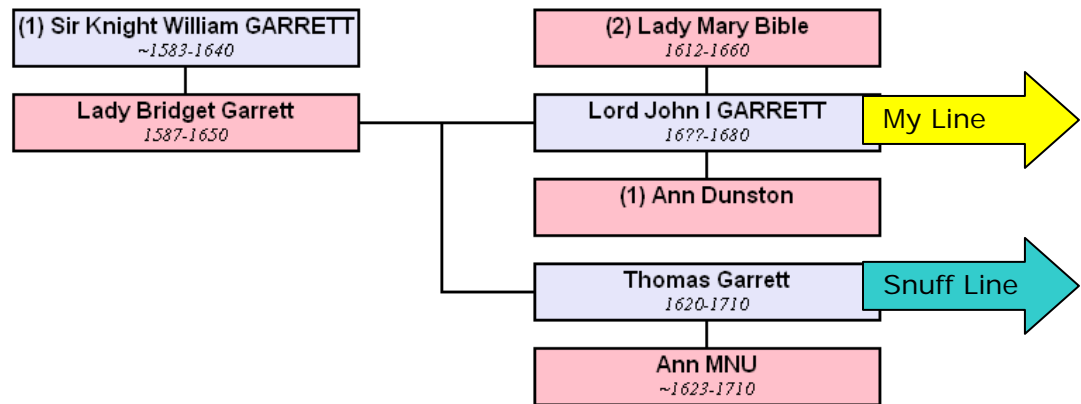 (1) Sir Knight William GARRETT
~1583-1640
Lady Bridget Garrett
1587-1650
(2) Lady Mary Bible
1612-1660
Lord John I GARRETT
16??-1680
My Line
(1) Ann Dunston
Thomas Garrett
1620-1710
Snuff Line
Ann MNU
~1623-1710